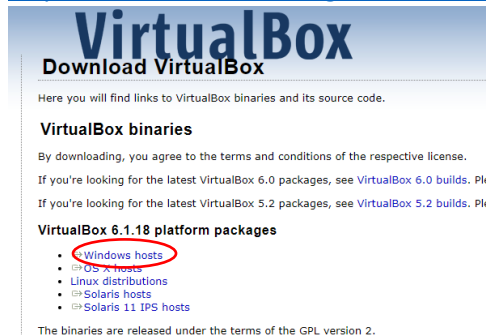 VirtualBox
Download VirtualBox
Here you will find links to VirtualBox binaries and its source code.
VirtualBox binaries
By downloading, you agree to the terms and conditions of the respective license.
If you're looking for the latest VirtualBox 6.0 packages, see VirtualBox 6.0 builds. Ple
If you're looking for the latest VirtualBox 5.2 packages, see VirtualBox 5.2 builds. Ple
VirtualBox 6.1.18 platform packages
Windows hosts
OS X hosts
Linux distributions
Solaris hosts
Solaris 11 IPS hosts
The binaries are released under the terms of the GPL version 2.